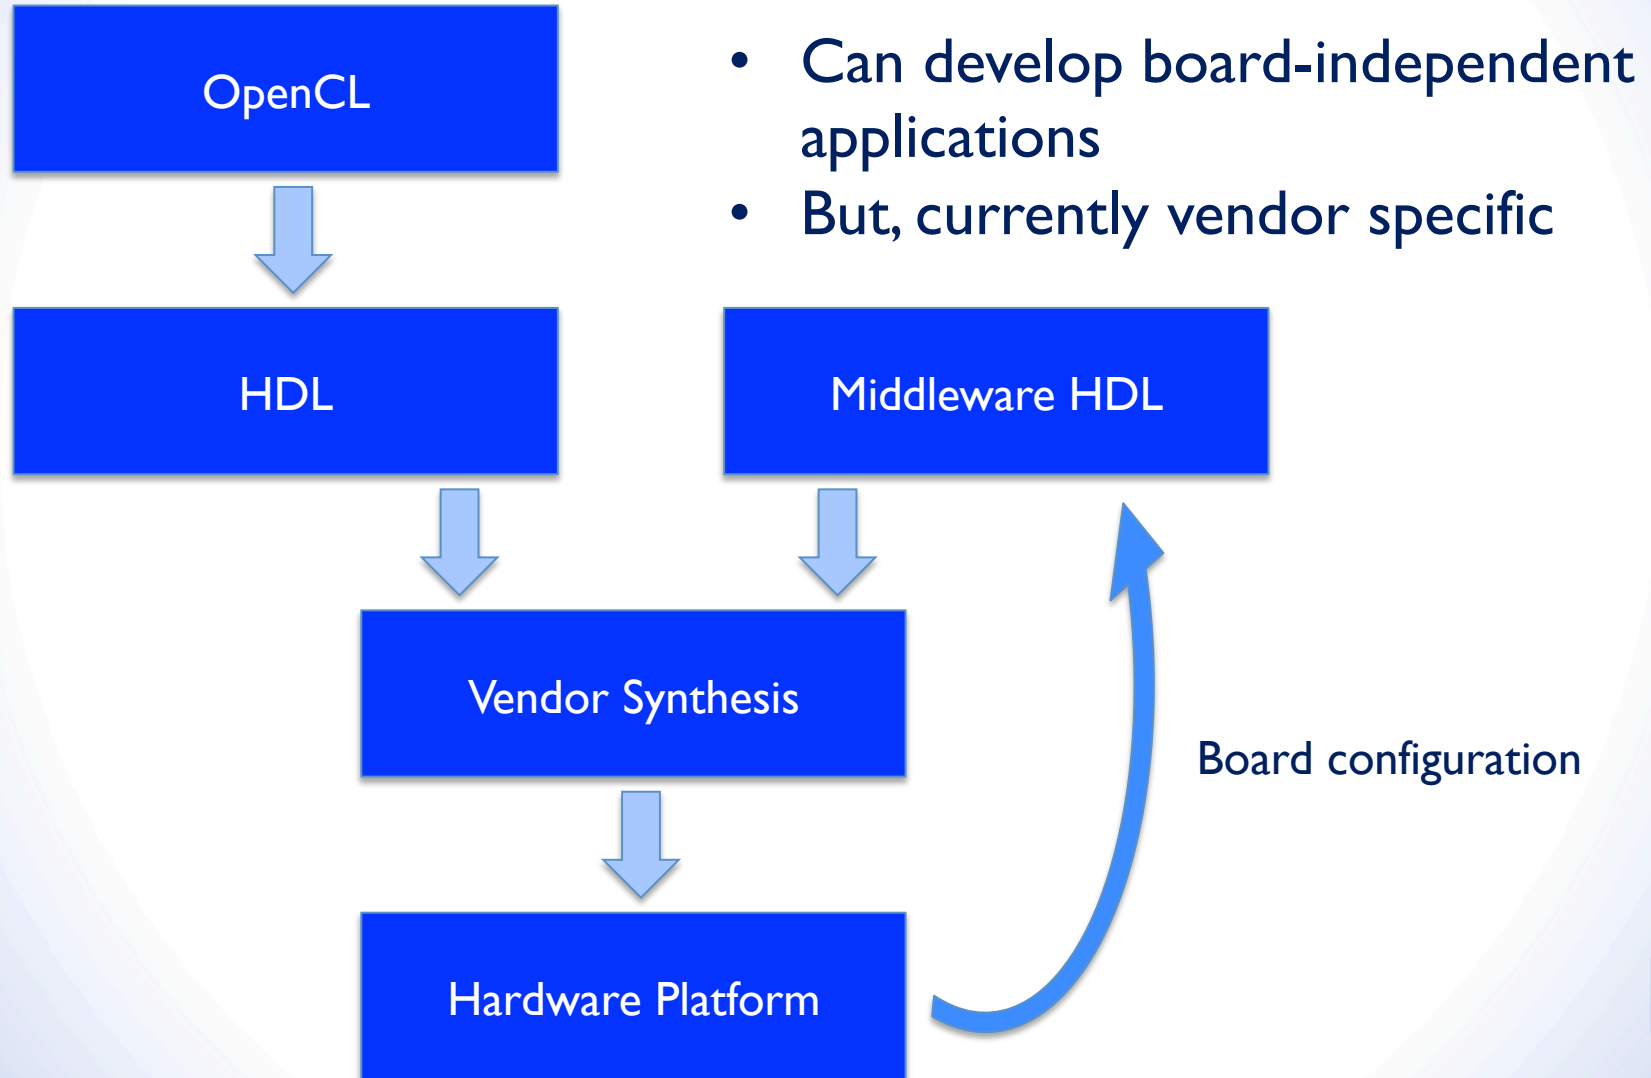 OpenCL
• Can develop board-independent
applications
• But, currently vendor specific
HDL
Middleware HDL
Vendor Synthesis
Board configuration
Hardware Platform